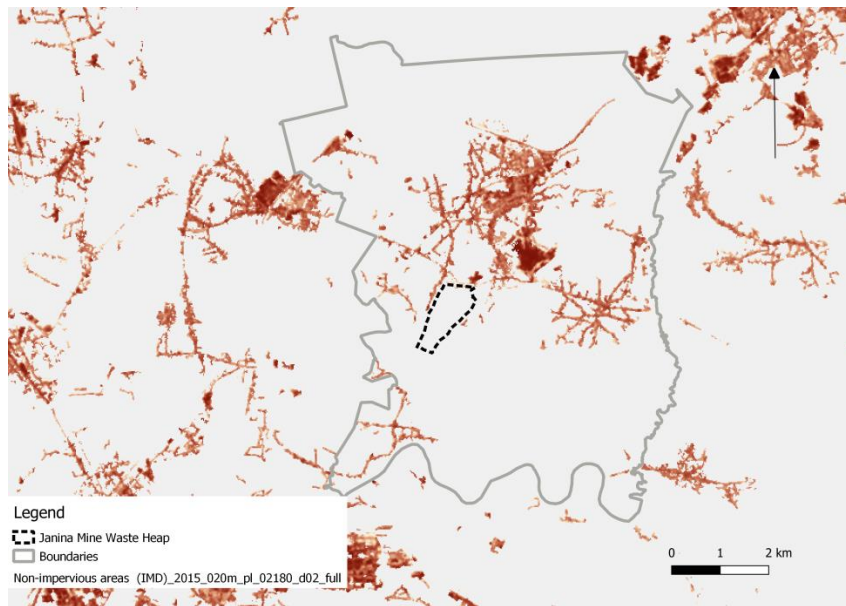 Legend
Janina Mine Waste Heap
Boundaries
Non-impervious areas (IMD)_2015_020m_pl_02180_d02_full
0 1 2 km